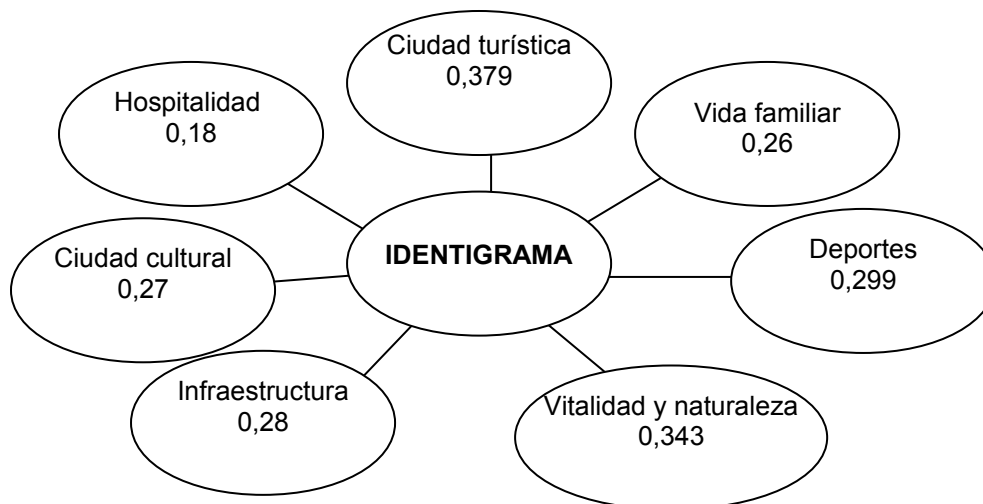 Ciudad turística
0,379
Hospitalidad
0,18
Vida familiar
0,26
IDENTIGRAMA
Ciudad cultural
0,27
Deportes
0,299
Infraestructura
0,28
Vitalidad y naturaleza
0,343